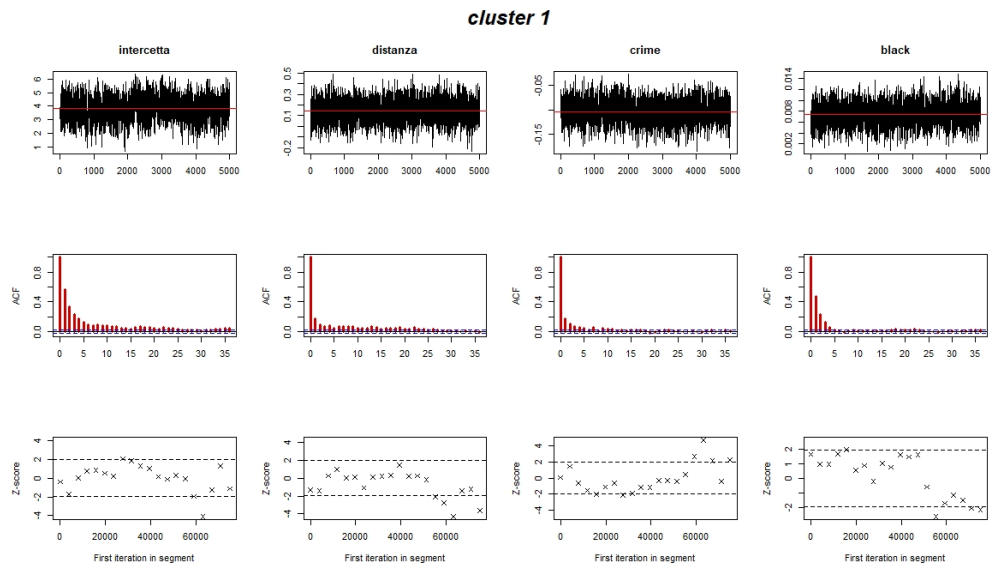 cluster 1
intercetta distanza crime black
6 5 4 3 2 1
0 1000 2000 3000 4000 5000
0.5 0.3 0.1 -0.2
0 1000 2000 3000 4000 5000
-0.05 -0.15
0 1000 2000 3000 4000 5000
0.014 0.008 0.002
0 1000 2000 3000 4000 5000
ACF
0.8 0.4 0.0
0 5 10 15 20 25 30 35
ACF
0.8 0.4 0.0
0 5 10 15 20 25 30 35
ACF
0.8 0.4 0.0
0 5 10 15 20 25 30 35
ACF
0.8 0.4 0.0
0 5 10 15 20 25 30 35
Z-score
4 2 0 -2 -4
0 20000 40000 60000
First iteration in segment
Z-score
4 2 0 -2 -4
0 20000 40000 60000
First iteration in segment
Z-score
4 2 0 -2 -4
0 20000 40000 60000
First iteration in segment
Z-score
2 1 0 -2
0 20000 40000 60000
First iteration in segment